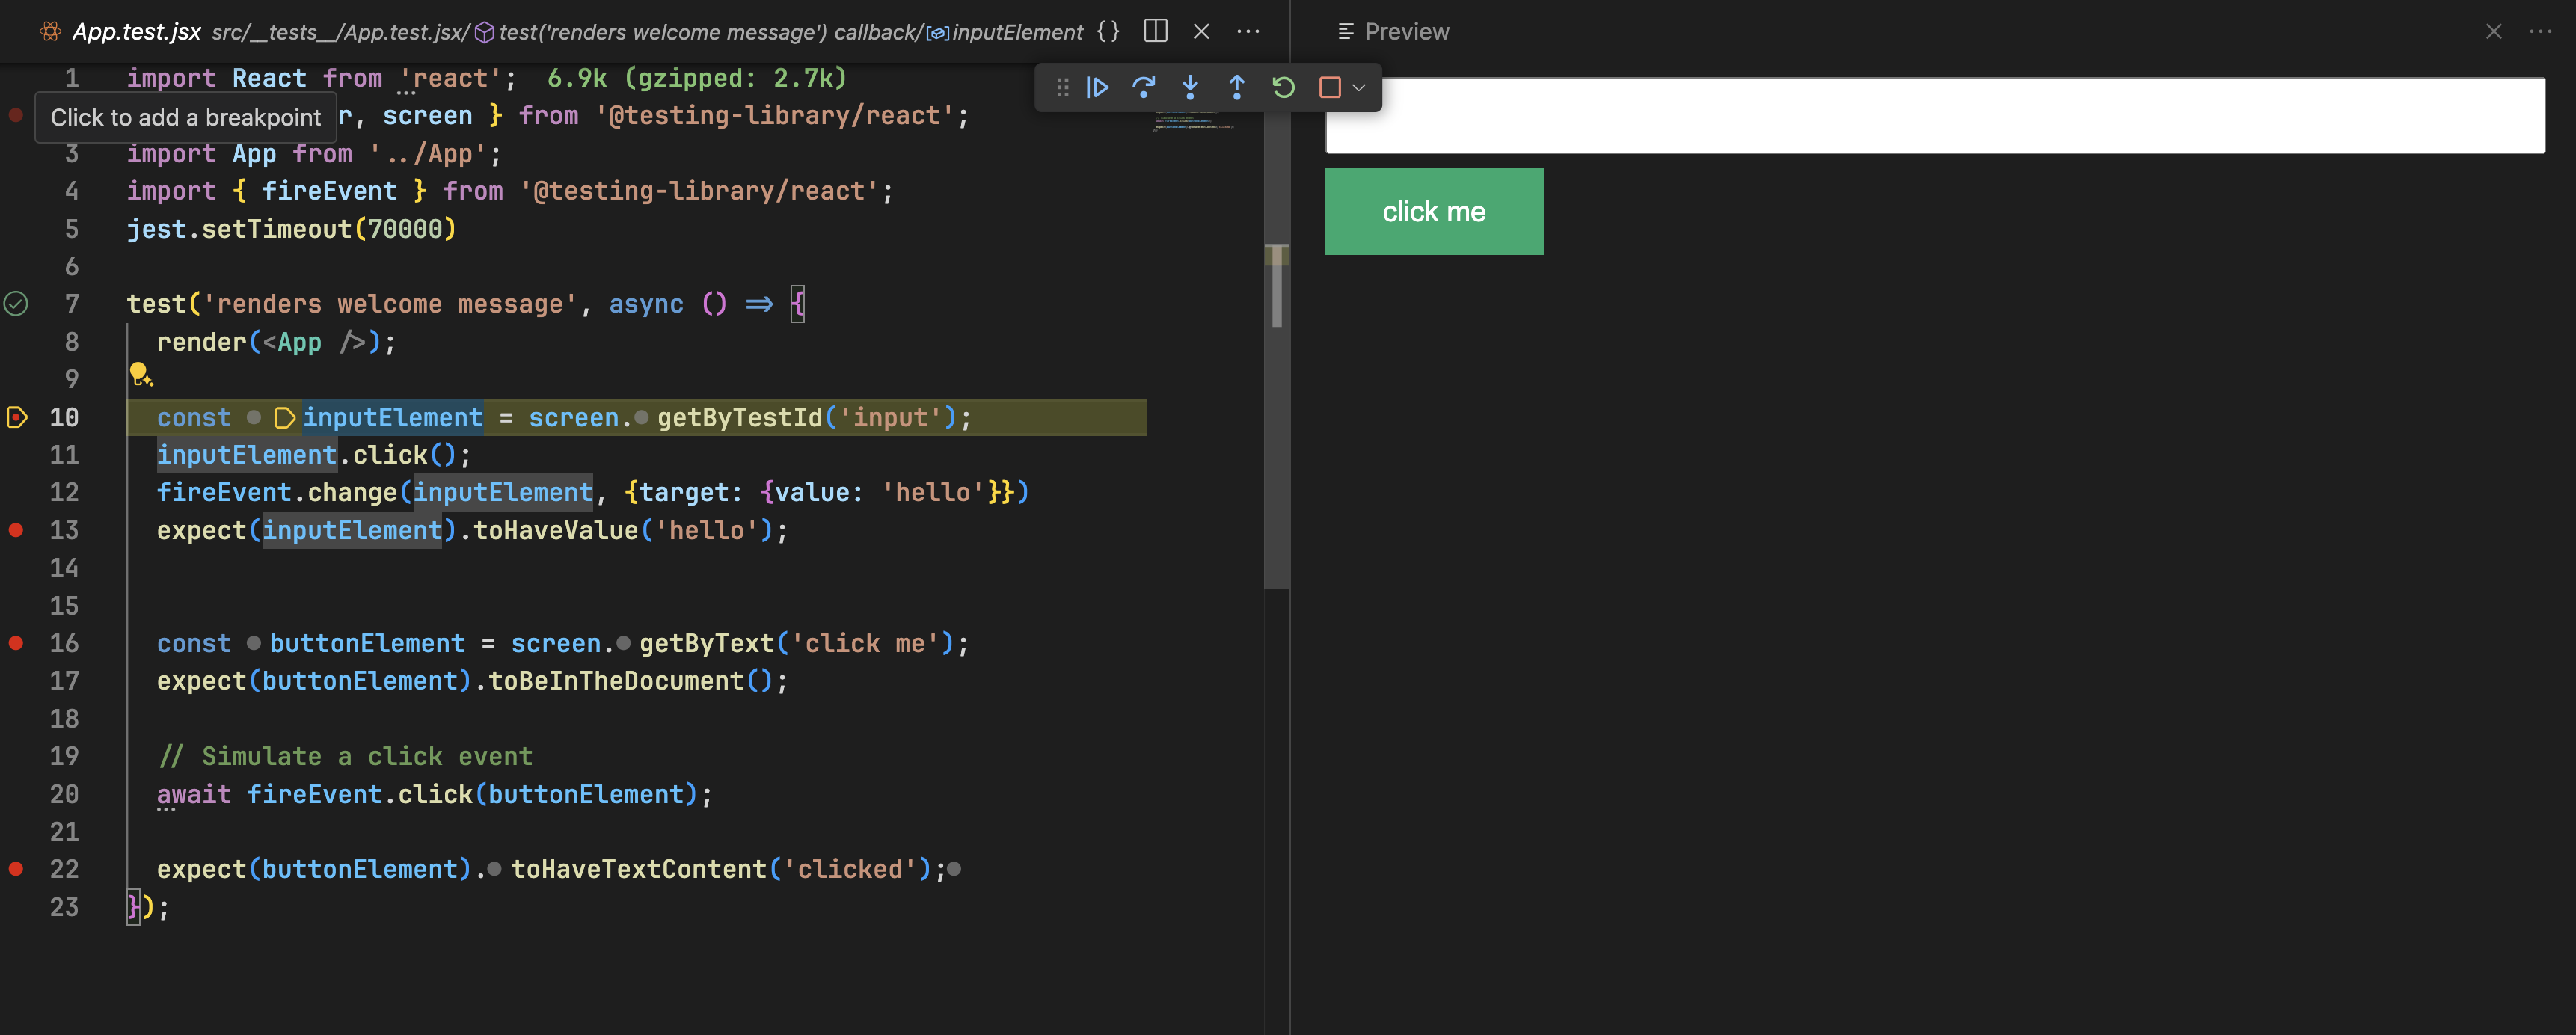 App.test.jsx src/__tests__/App.test.jsx/ test('renders welcome message') callback/ inputElement
Preview
1 import React from 'react'; 6.9k (gzipped: 2.7k)
Click to add a breakpoint
r, screen } from '@testing-library/react';
3 import App from '../App';
4 import { fireEvent } from '@testing-library/react';
5 jest.setTimeout(70000)
6
7 test('renders welcome message', async () => {
8 render(<App />);
9
10 const inputElement = screen. getByTestId('input');
11 inputElement.click();
12 fireEvent.change(inputElement, {target: {value: 'hello'}})
13 expect(inputElement).toHaveValue('hello');
14
15
16 const buttonElement = screen. getByText('click me');
17 expect(buttonElement).toBeInTheDocument();
18
19 // Simulate a click event
20 await fireEvent.click(buttonElement);
21
22 expect(buttonElement). toHaveTextContent('clicked');
23 });
click me